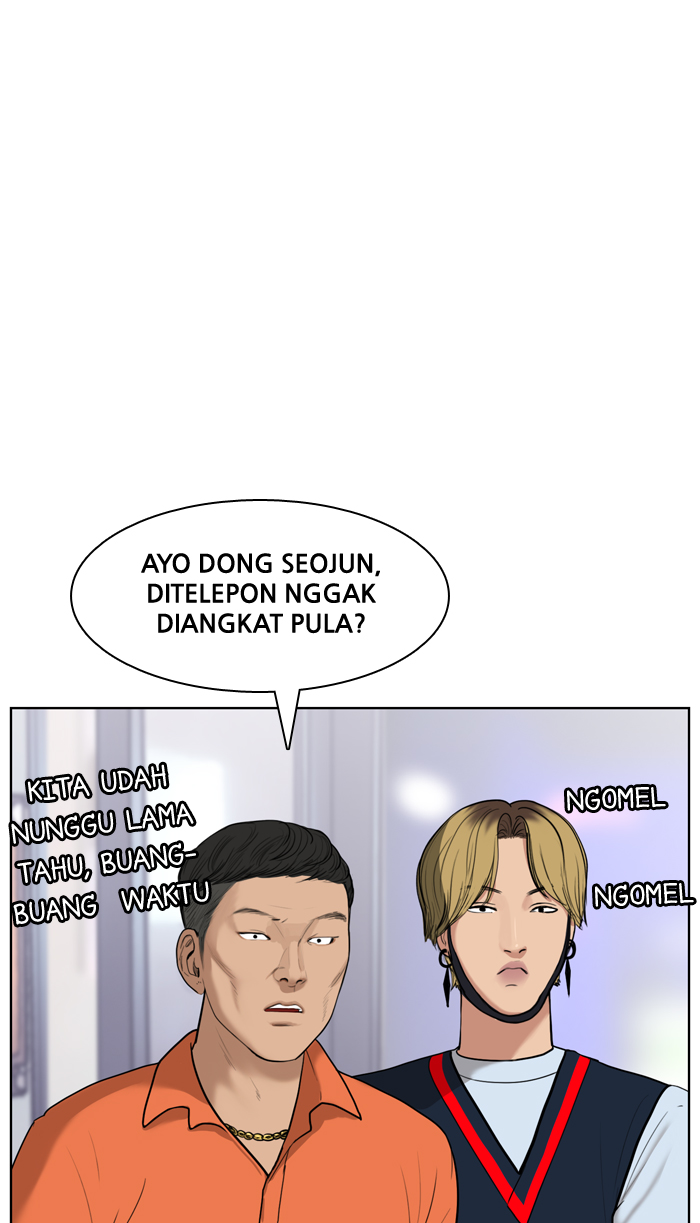 AYO DONG SEOJUN,
DITELEPON NGGAK
DIANGKAT PULA?
KITA UDAH
NUNGGU LAMA
TAHU, BUANG-
BUANG WAKTU
NGOMEL
NGOMEL